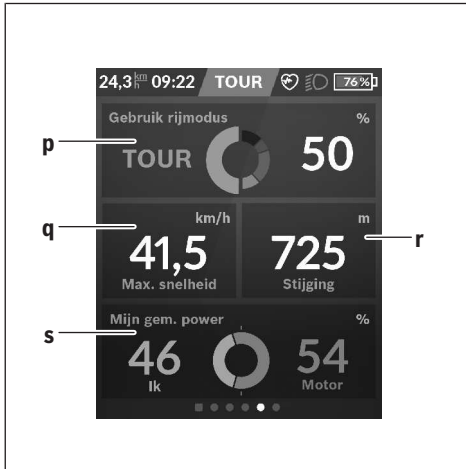 24,3 km/h 09:22 TOUR 76%
Gebruik rijmodus %
p
TOUR 50
q
km/h
m
41,5
725
r
Max. snelheid
Stijging
Mijn gem. power %
s
46
54
Ik
Motor